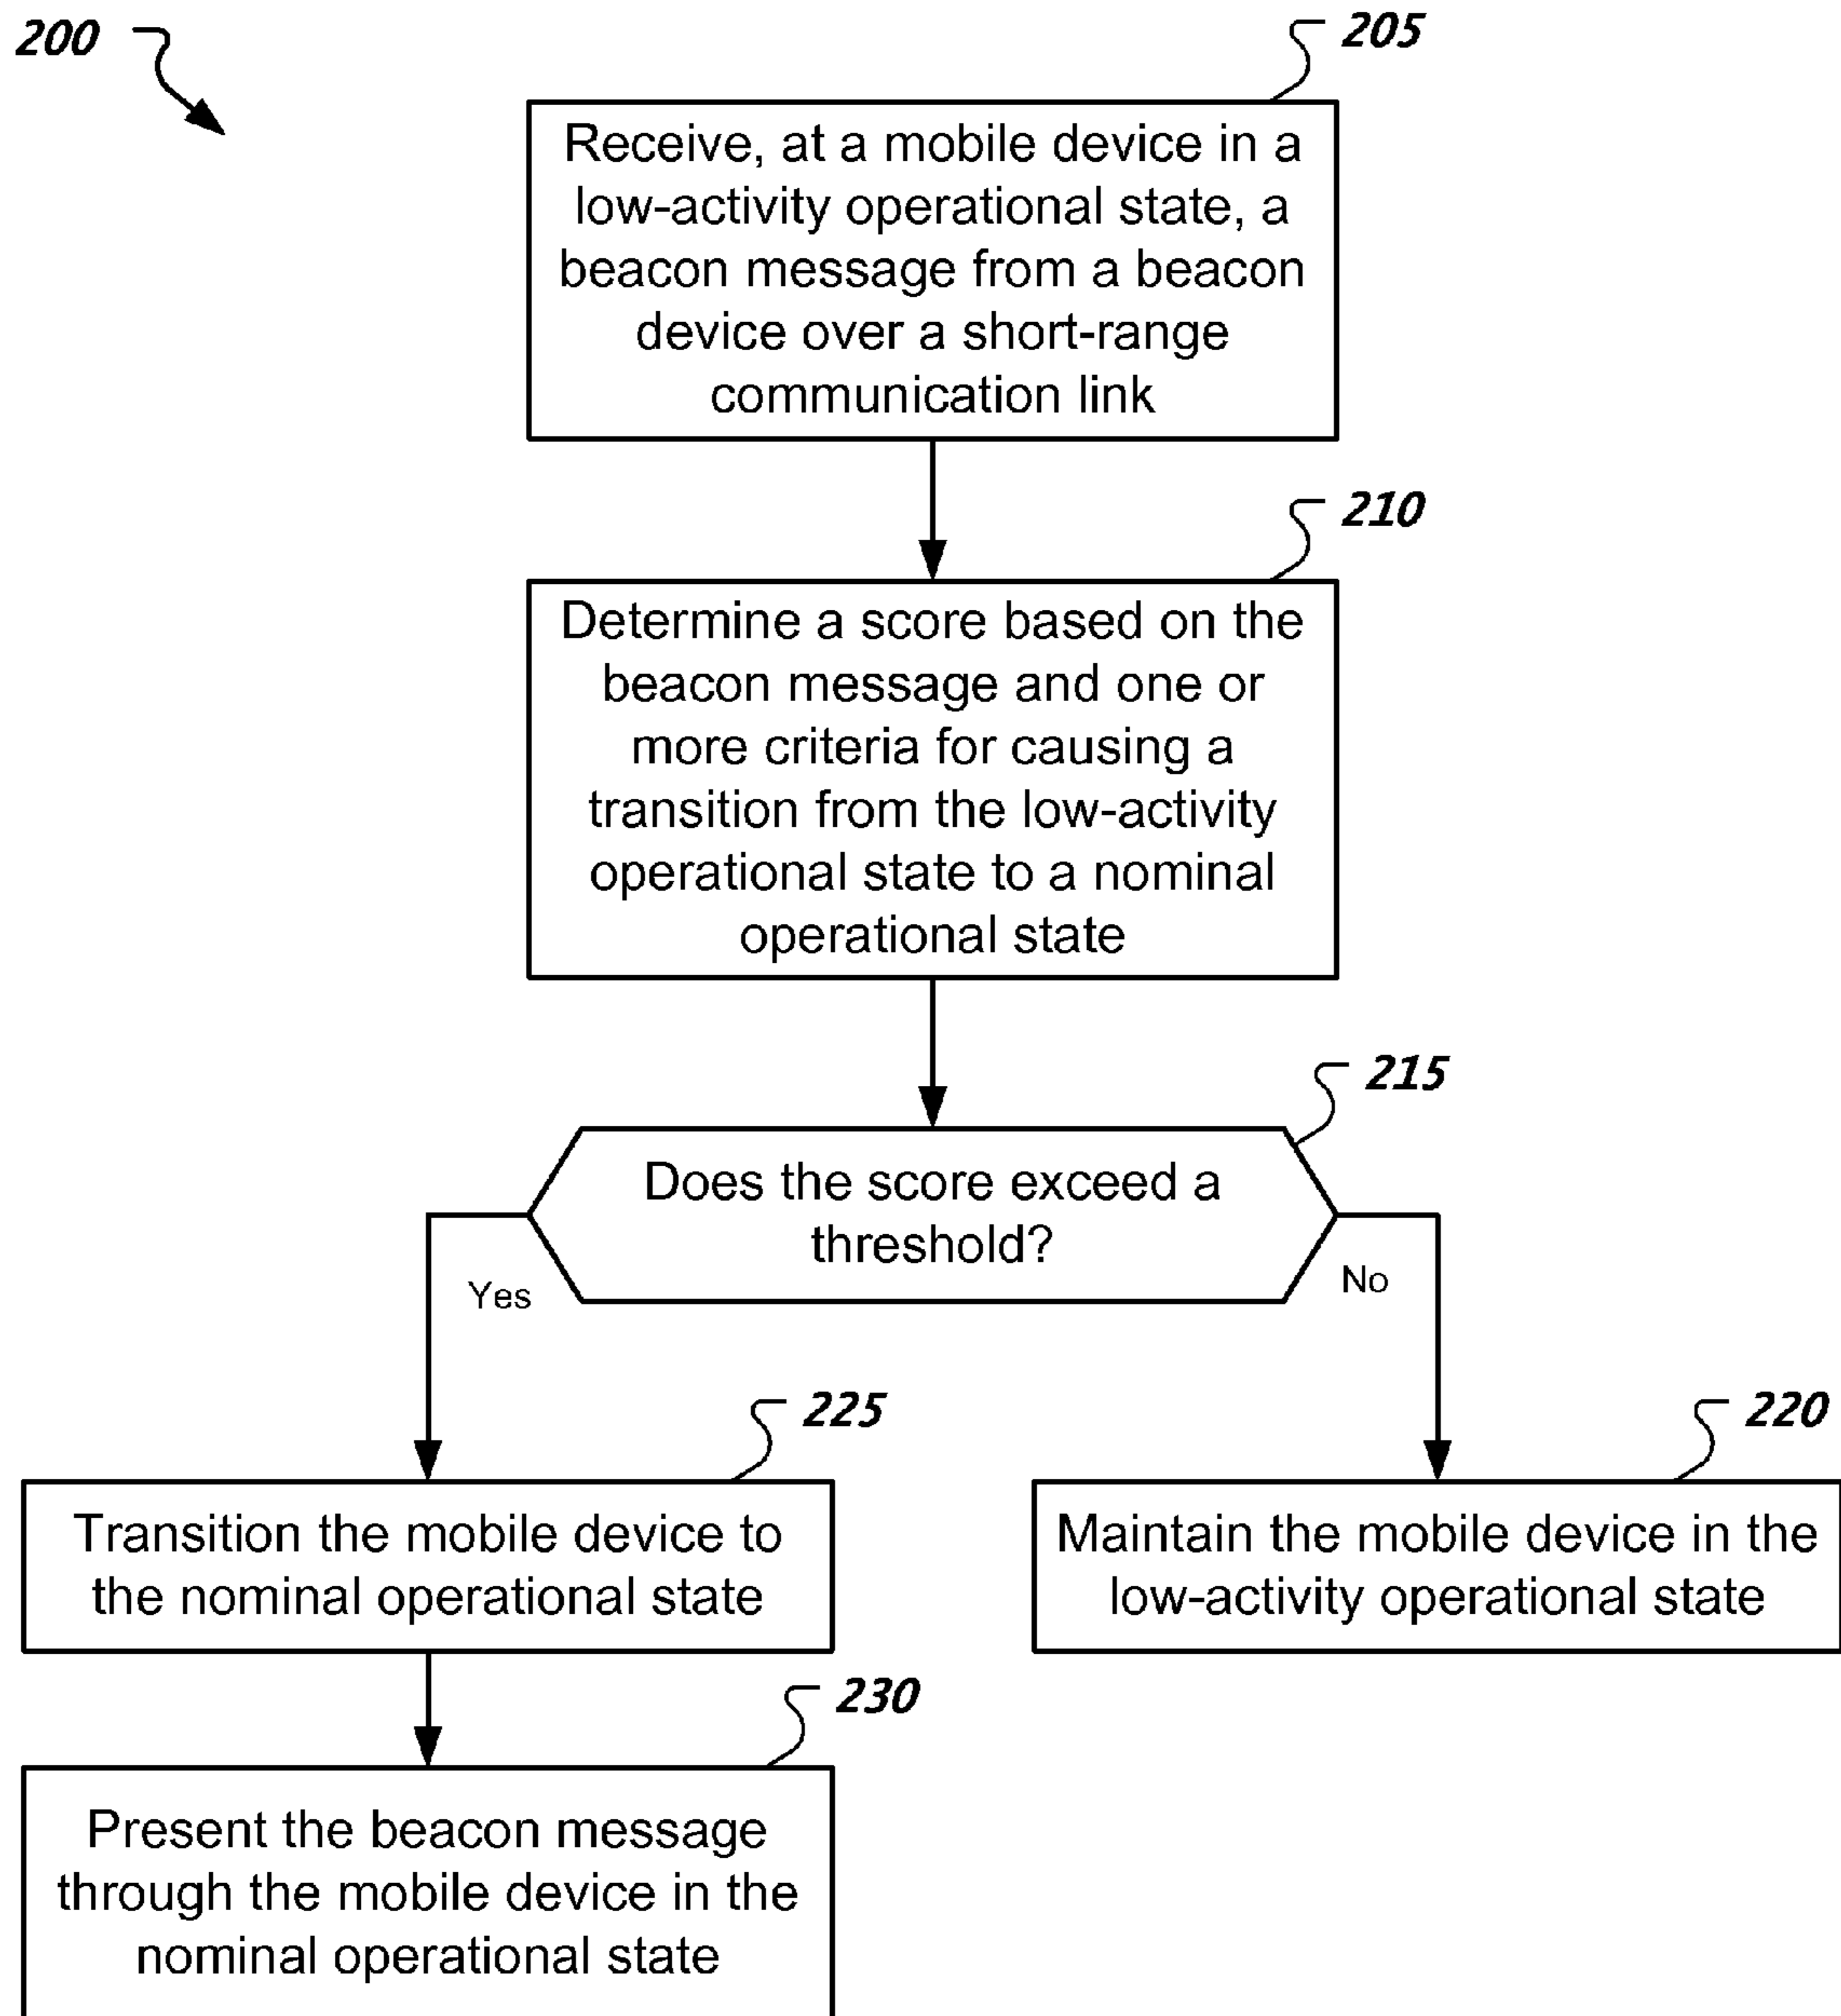 200
205
Receive, at a mobile device in a
low-activity operational state, a
beacon message from a beacon
device over a short-range
communication link
210
Determine a score based on the
beacon message and one or
more criteria for causing a
transition from the low-activity
operational state to a nominal
operational state
215
Does the score exceed a
threshold?
Yes
No
225
Transition the mobile device to
the nominal operational state
220
Maintain the mobile device in the
low-activity operational state
230
Present the beacon message
through the mobile device in the
nominal operational state